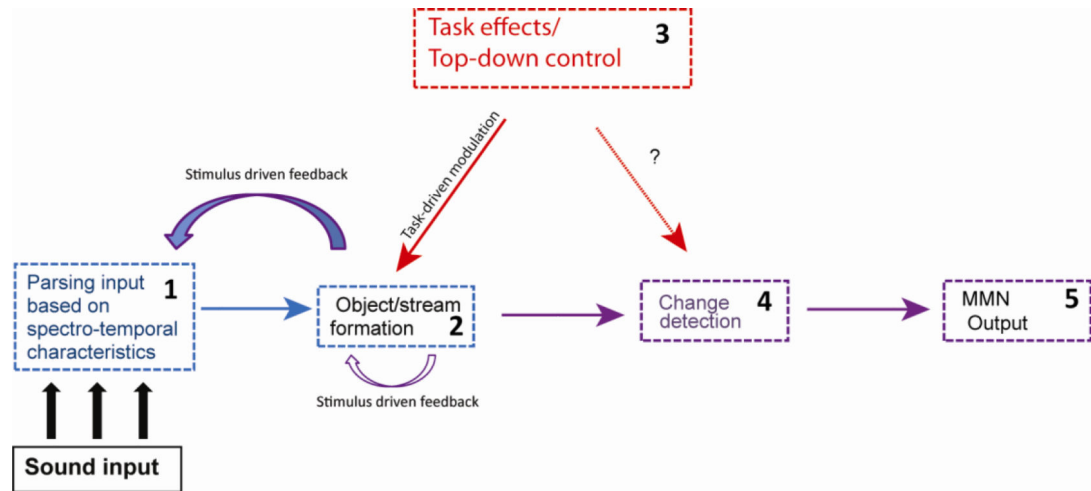 Task effects/ 3
Top-down control
Task-driven modulation
?
Stimulus driven feedback
Parsing input 1
based on
spectro-temporal
characteristics
Object/stream
formation 2
Stimulus driven feedback
Change 4
detection
MMN 5
Output
Sound input